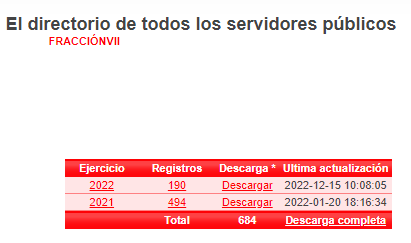 El directorio de todos los servidores públicos
FRACCIÓNVII
Ejercicio Registros Descarga * Ultima actualización
2022 190 Descargar 2022-12-15 10:08:05
2021 494 Descargar 2022-01-20 18:16:34
Total 684 Descarga completa